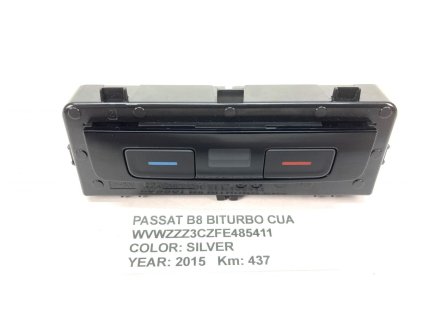 PASSAT B8 BITURBO CUA
WVWZZZ3CZFE485411
COLOR: SILVER
YEAR: 2015 Km: 437